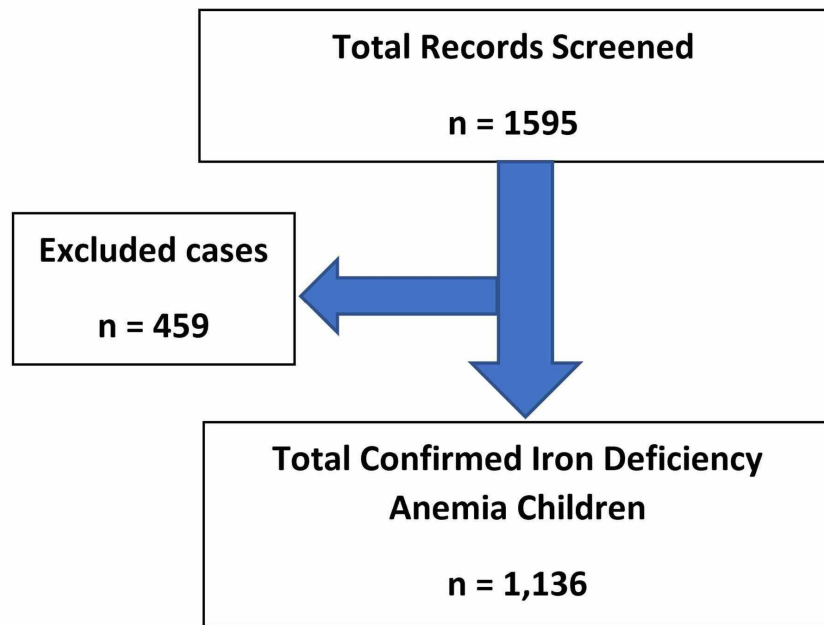 Total Records Screened
n = 1595
Excluded cases
n = 459
Total Confirmed Iron Deficiency
Anemia Children
n = 1,136